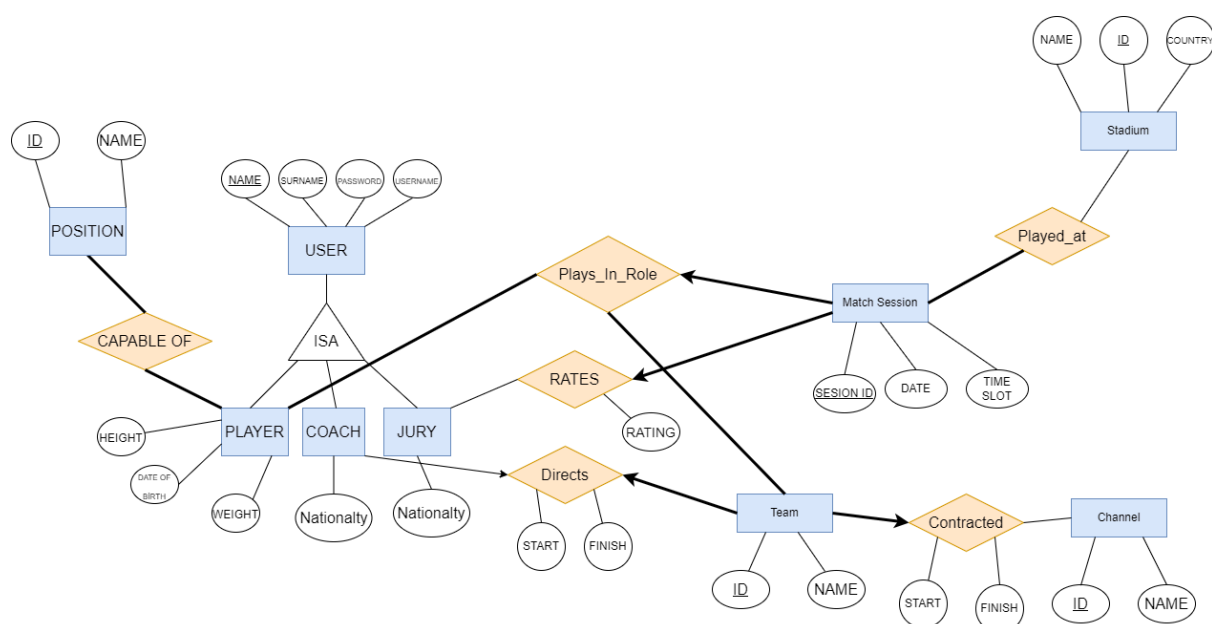 NAME
ID
COUNTRY
Stadium
ID
NAME
NAME
SURNAME
PASSWORD
USERNAME
POSITION
USER
Played_at
Plays_In_Role
Match Session
CAPABLE OF
ISA
RATES
SESION ID
DATE
TIME
SLOT
HEIGHT
PLAYER
COACH
JURY
RATING
DATE OF
BIRTH
WEIGHT
Nationalty
Nationalty
Directs
Team
Contracted
Channel
START
FINISH
ID
NAME
START
FINISH
ID
NAME